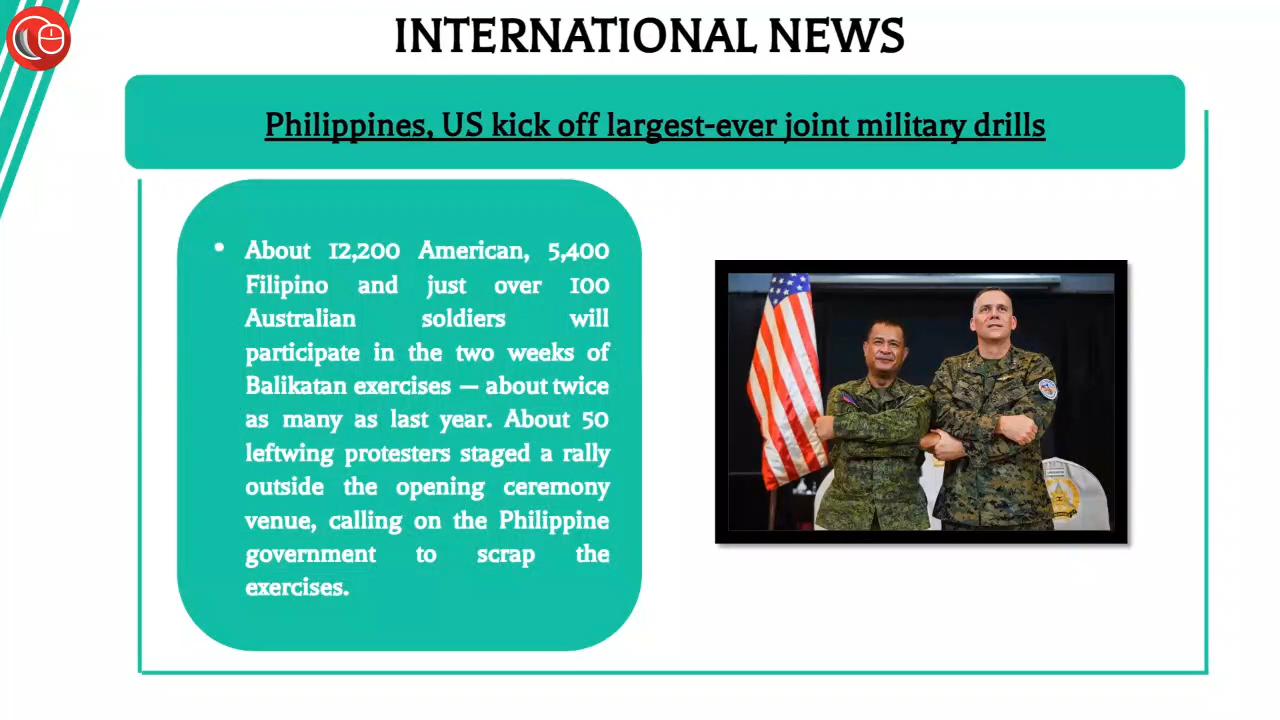 INTERNATIONAL NEWS
Philippines, US kick off largest-ever joint military drills
• About 12,200 American, 5,400
Filipino and just over 100
Australian soldiers will
participate in the two weeks of
Balikatan exercises — about twice
as many as last year. About 50
leftwing protesters staged a rally
outside the opening ceremony
venue, calling on the Philippine
government to scrap the
exercises.